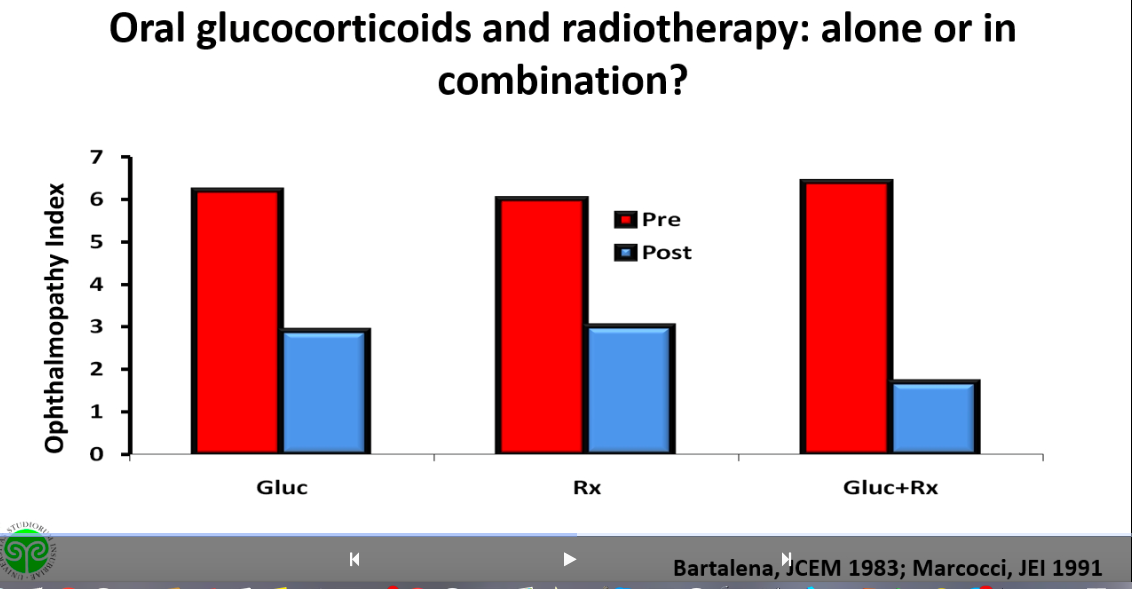 Oral glucocorticoids and radiotherapy: alone or in
combination?
7
6
5
4
3
2
1
0
Ophthalmopathy Index
Pre
Post
Gluc
Rx
Gluc+Rx
Bartalena, JCEM 1983; Marcocci, JEI 1991